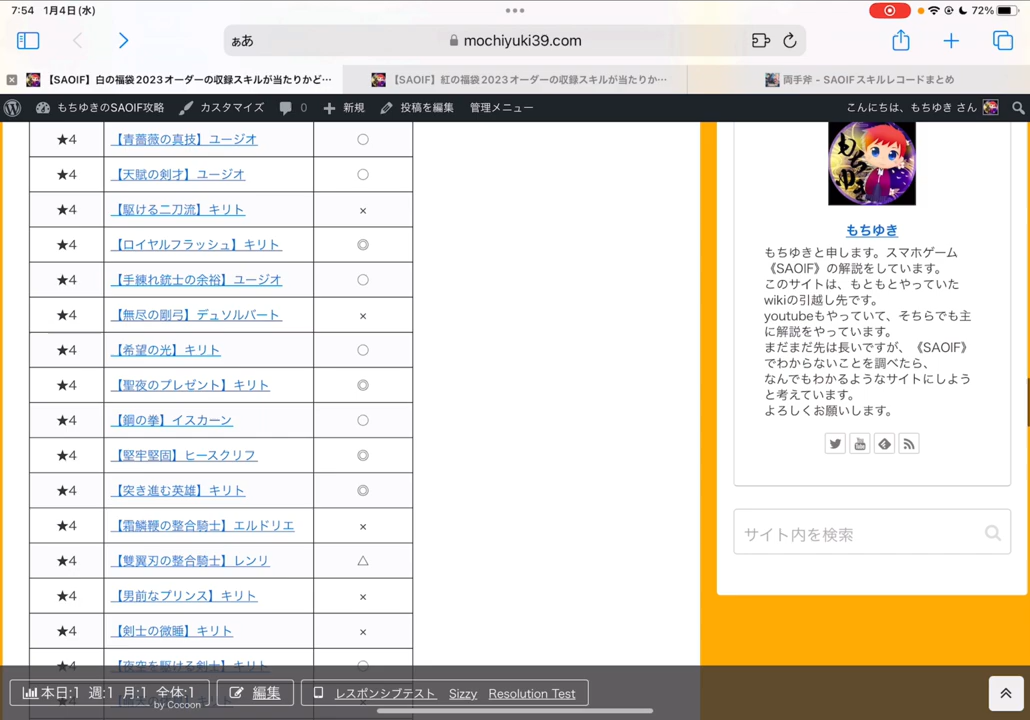 7:54 1月4日(水)
72%
ぁあ
mochiyuki39.com
【SAOIF】白の福袋2023オーダーの収録スキルが当たりかど…
【SAOIF】紅の福袋2023オーダーの収録スキルが当たりか…
両手斧 - SAOIFスキルレコードまとめ
もちゆきのSAOIF攻略 カスタマイズ 0 新規 投稿を編集 管理メニュー こんにちは、もちゆき さん
★4 【青薔薇の真技】ユージオ ○
★4 【天賦の剣才】ユージオ ○
★4 【駆ける二刀流】キリト ×
★4 【ロイヤルフラッシュ】キリト ◎
★4 【手練れ銃士の余裕】ユージオ ○
★4 【無尽の剛弓】デュソルバート ×
★4 【希望の光】キリト ○
★4 【聖夜のプレゼント】キリト ◎
★4 【鋼の拳】イスカーン ○
★4 【堅牢堅固】ヒースクリフ ◎
★4 【突き進む英雄】キリト ◎
★4 【霜鱗鞭の整合騎士】エルドリエ ×
★4 【雙翼刃の整合騎士】レンリ △
★4 【男前なプリンス】キリト ×
★4 【剣士の微睡】キリト ×
★4 【夜空を駆ける剣士】キリト ○
もちゆき
もちゆき
もちゆきと申します。スマホゲーム
《SAOIF》の解説をしています。
このサイトは、もともとやっていた
wikiの引越し先です。
youtubeもやっていて、そちらでも主
に解説をやっています。
まだまだ先は長いですが、《SAOIF》
でわからないことを調べたら、
なんでもわかるようなサイトにしよう
と考えています。
よろしくお願いします。
サイト内を検索
本日:1 週:1 月:1 全体:1
by Cocoon
編集
レスポンシブテスト Sizzy Resolution Test